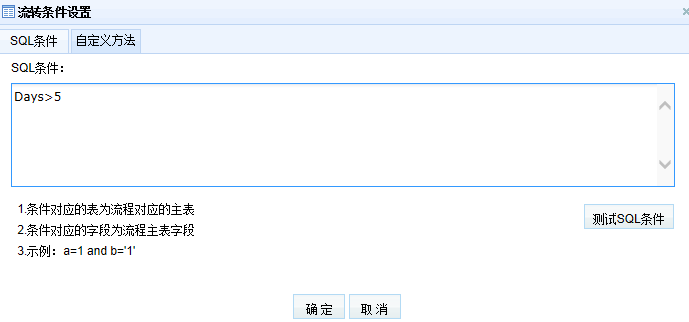 流转条件设置
SQL条件 自定义方法
SQL条件：
Days>5
1.条件对应的表为流程对应的主表
2.条件对应的字段为流程主表字段
3.示例：a=1 and b='1'
测试SQL条件
确 定 取 消